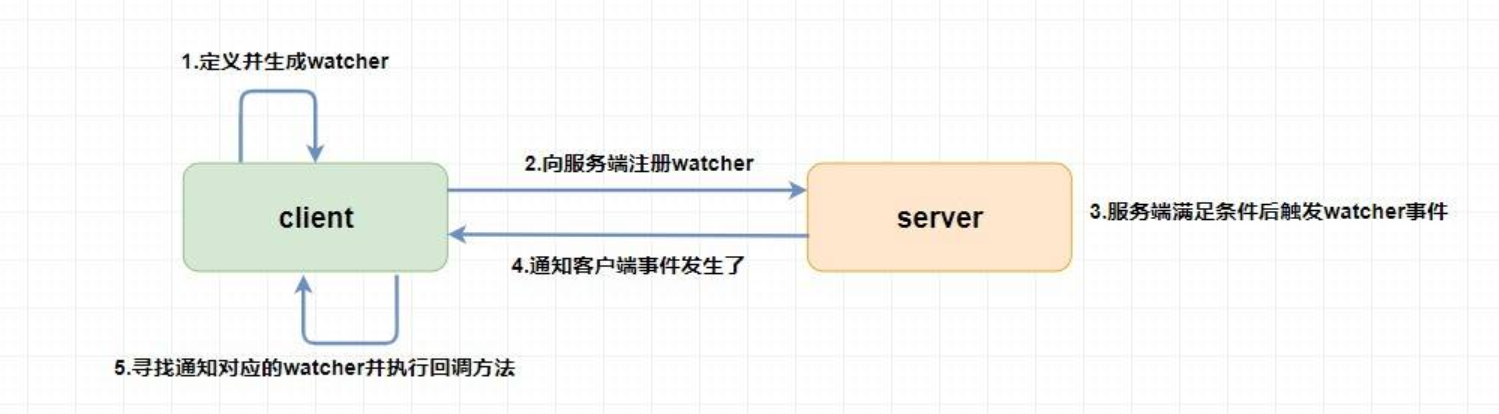 1.定义并生成watcher
2.向服务端注册watcher
client
server
3.服务端满足条件后触发watcher事件
4.通知客户端事件发生了
5.寻找通知对应的watcher并执行回调方法